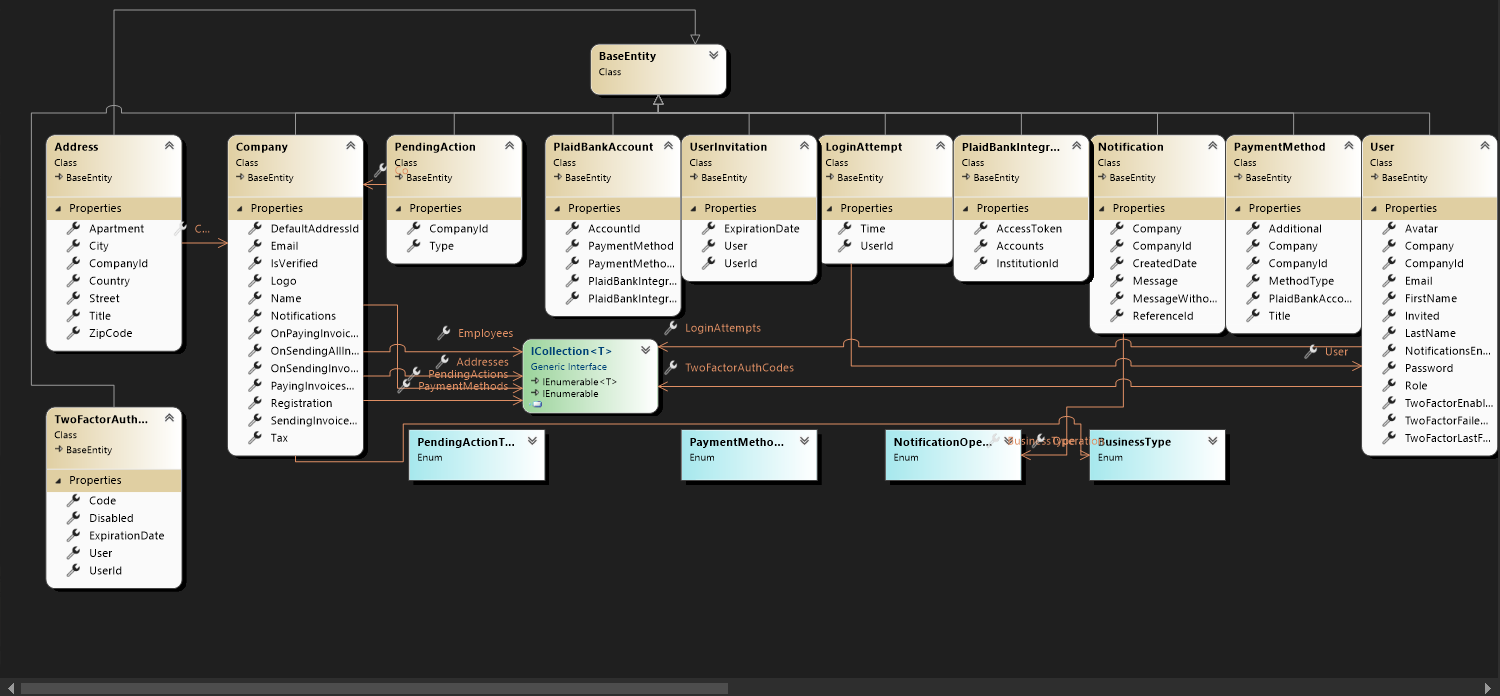 BaseEntity
Class
Address
Class
BaseEntity
Properties
Apartment
City
CompanyId
Country
Street
Title
ZipCode
C...
Company
Class
BaseEntity
Properties
DefaultAddressId
Email
IsVerified
Logo
Name
Notifications
OnPayingInvoic...
OnSendingAllIn...
OnSendingInvo...
PayingInvoices...
Registration
SendingInvoice...
Tax
PendingAction
Class
BaseEntity
Properties
CompanyId
Type
PlaidBankAccount
Class
BaseEntity
Properties
AccountId
PaymentMethod
PaymentMetho...
PlaidBankIntegr...
PlaidBankIntegr...
UserInvitation
Class
BaseEntity
Properties
ExpirationDate
User
UserId
LoginAttempt
Class
BaseEntity
Properties
Time
UserId
PlaidBankIntegr...
Class
BaseEntity
Properties
AccessToken
Accounts
InstitutionId
Notification
Class
BaseEntity
Properties
Company
CompanyId
CreatedDate
Message
MessageWitho...
ReferenceId
PaymentMethod
Class
BaseEntity
Properties
Additional
Company
CompanyId
MethodType
PlaidBankAcco...
Title
User
Class
BaseEntity
Properties
Avatar
Company
CompanyId
Email
FirstName
Invited
LastName
NotificationsEn...
Password
Role
TwoFactorEnabl...
TwoFactorFaile...
TwoFactorLastF...
Employees
Addresses
PendingActions
PaymentMethods
ICollection<T>
Generic Interface
IEnumerable<T>
IEnumerable
LoginAttempts
TwoFactorAuthCodes
User
TwoFactorAuth...
Class
BaseEntity
Properties
Code
Disabled
ExpirationDate
User
UserId
PendingActionT...
Enum
PaymentMetho...
Enum
NotificationOpe...
Enum
BusinessType
Enum